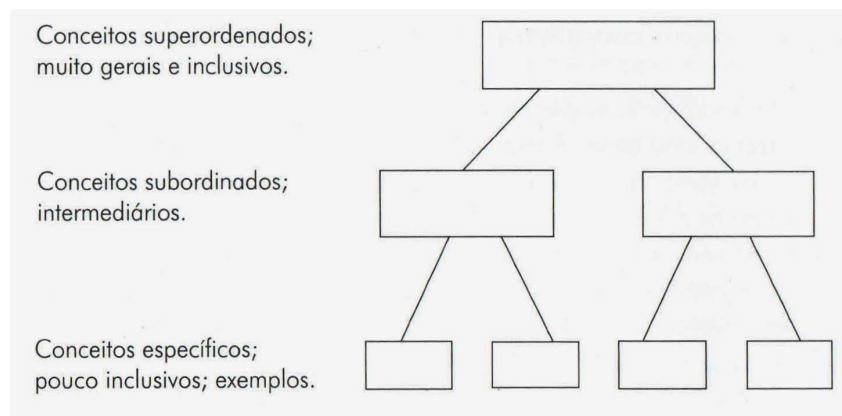 Conceitos superordenados;
muito gerais e inclusivos.
Conceitos subordinados;
intermediários.
Conceitos específicos;
pouco inclusivos; exemplos.